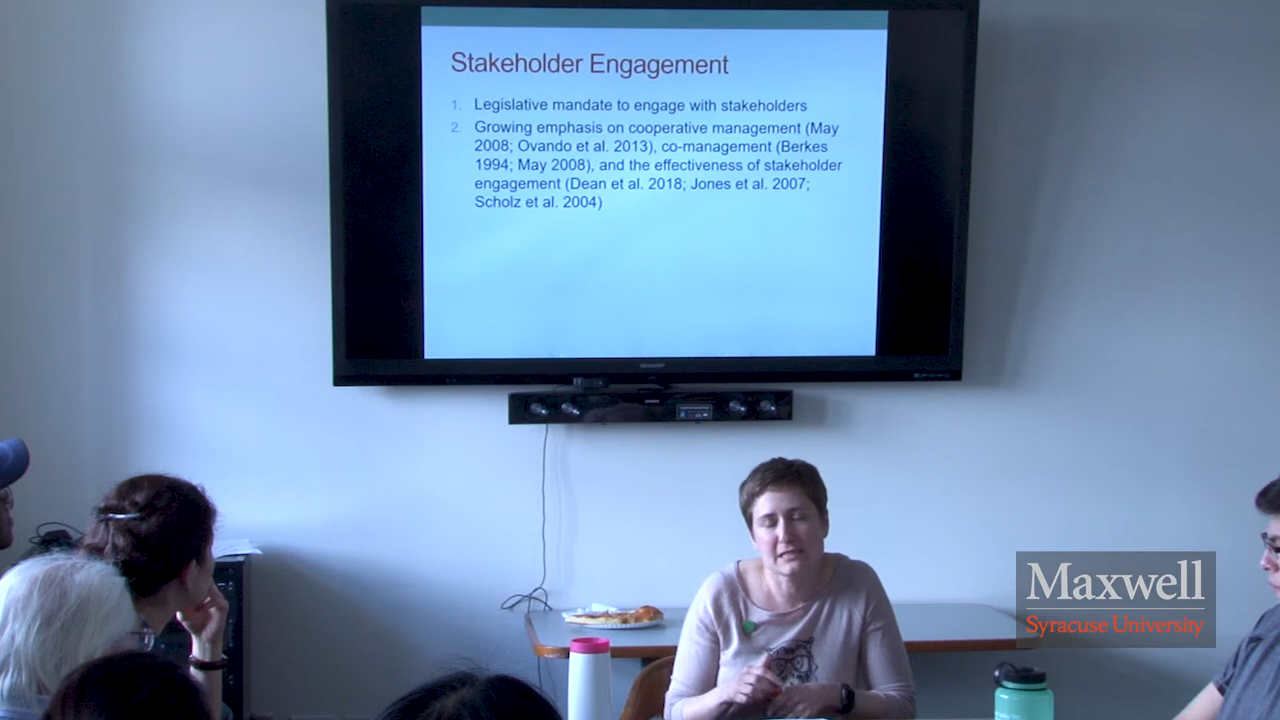 Stakeholder Engagement
1. Legislative mandate to engage with stakeholders
2. Growing emphasis on cooperative management (May
2008; Ovando et al. 2013), co-management (Berkes
1994; May 2008), and the effectiveness of stakeholder
engagement (Dean et al. 2018; Jones et al. 2007;
Scholz et al. 2004)
SHARP
Maxwell
Syracuse University